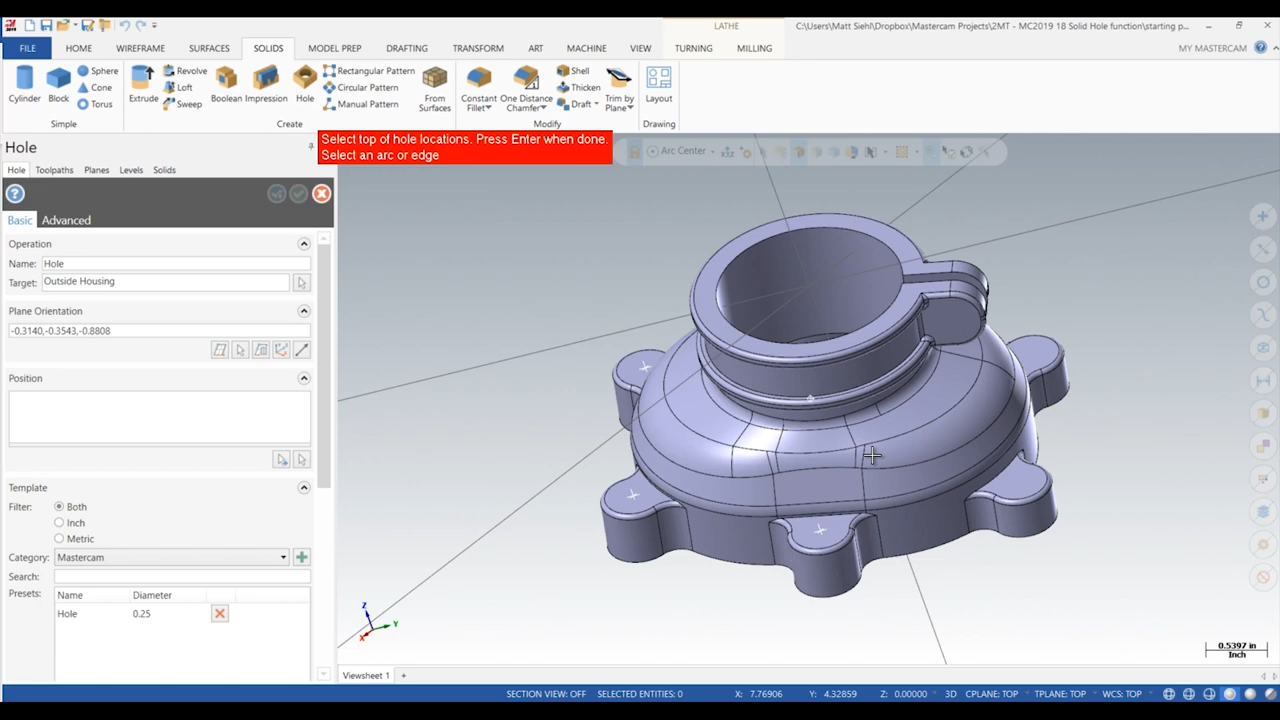 LATHE
C:\Users\Matt Siehl\Dropbox\Mastercam Projects\2MT - MC2019 18 Solid Hole function\starting p...
FILE HOME WIREFRAME SURFACES SOLIDS MODEL PREP DRAFTING TRANSFORM ART MACHINE VIEW TURNING MILLING MY MASTERCAM
Cylinder Block Sphere Cone Torus
Simple
Extrude Revolve Loft Sweep Boolean Impression Hole Rectangular Pattern Circular Pattern Manual Pattern From Surfaces
Create
Constant Fillet One Distance Chamfer Shell Thicken Draft Trim by Plane
Modify
Layout
Drawing
Select top of hole locations. Press Enter when done.
Select an arc or edge
Arc Center
Hole
Hole Toolpaths Planes Levels Solids
Basic Advanced
Operation
Name: Hole
Target: Outside Housing
Plane Orientation
-0.3140,-0.3543,-0.8808
Position
Template
Filter: Both
Inch
Metric
Category: Mastercam
Search:
Presets: Name Diameter
Hole 0.25
Z
Y
X
0.5397 in
Inch
Viewsheet 1 +
SECTION VIEW: OFF SELECTED ENTITIES: 0 X: 7.76906 Y: 4.32859 Z: 0.00000 3D CPLANE: TOP TPLANE: TOP WCS: TOP